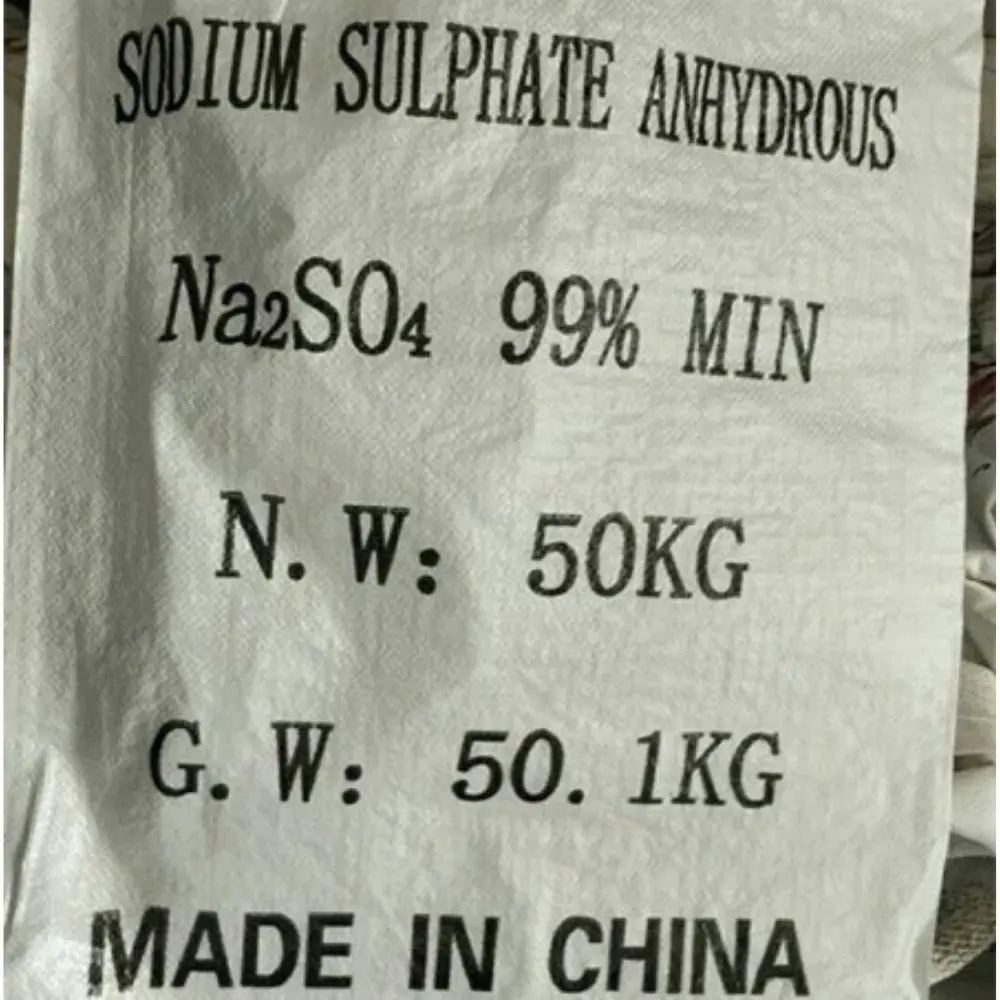 SODIUM SULPHATE ANHYDROUS
Na₂SO₄ 99% MIN
N.W: 50KG
G.W: 50.1KG
MADE IN CHINA